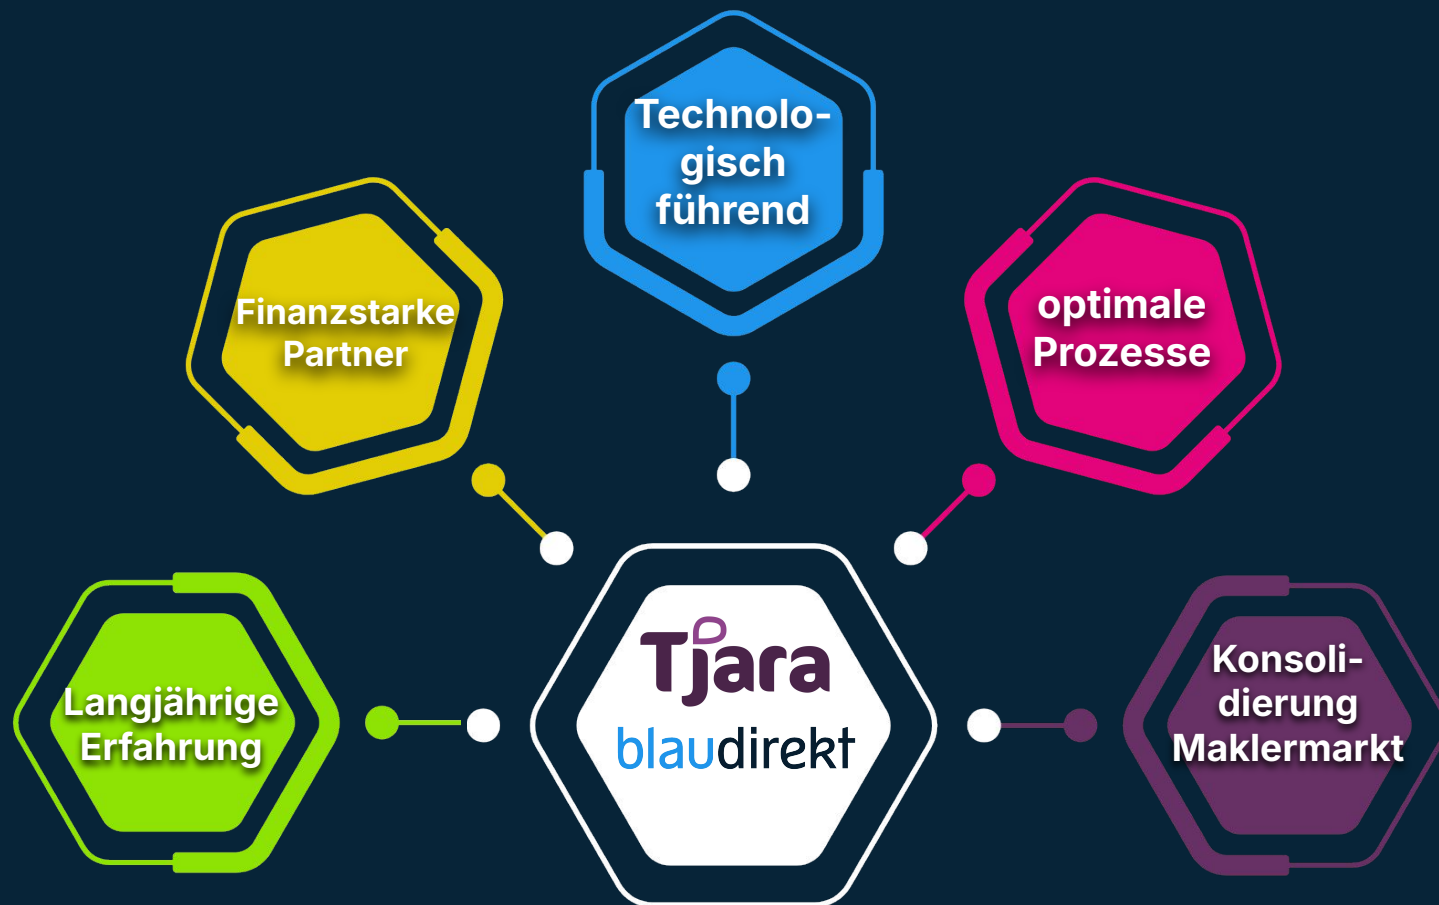 Technolo-
gisch
führend
Finanzstarke
Partner
optimale
Prozesse
Langjährige
Erfahrung
Tjara
blaudirekt
Konsoli-
dierung
Maklermarkt